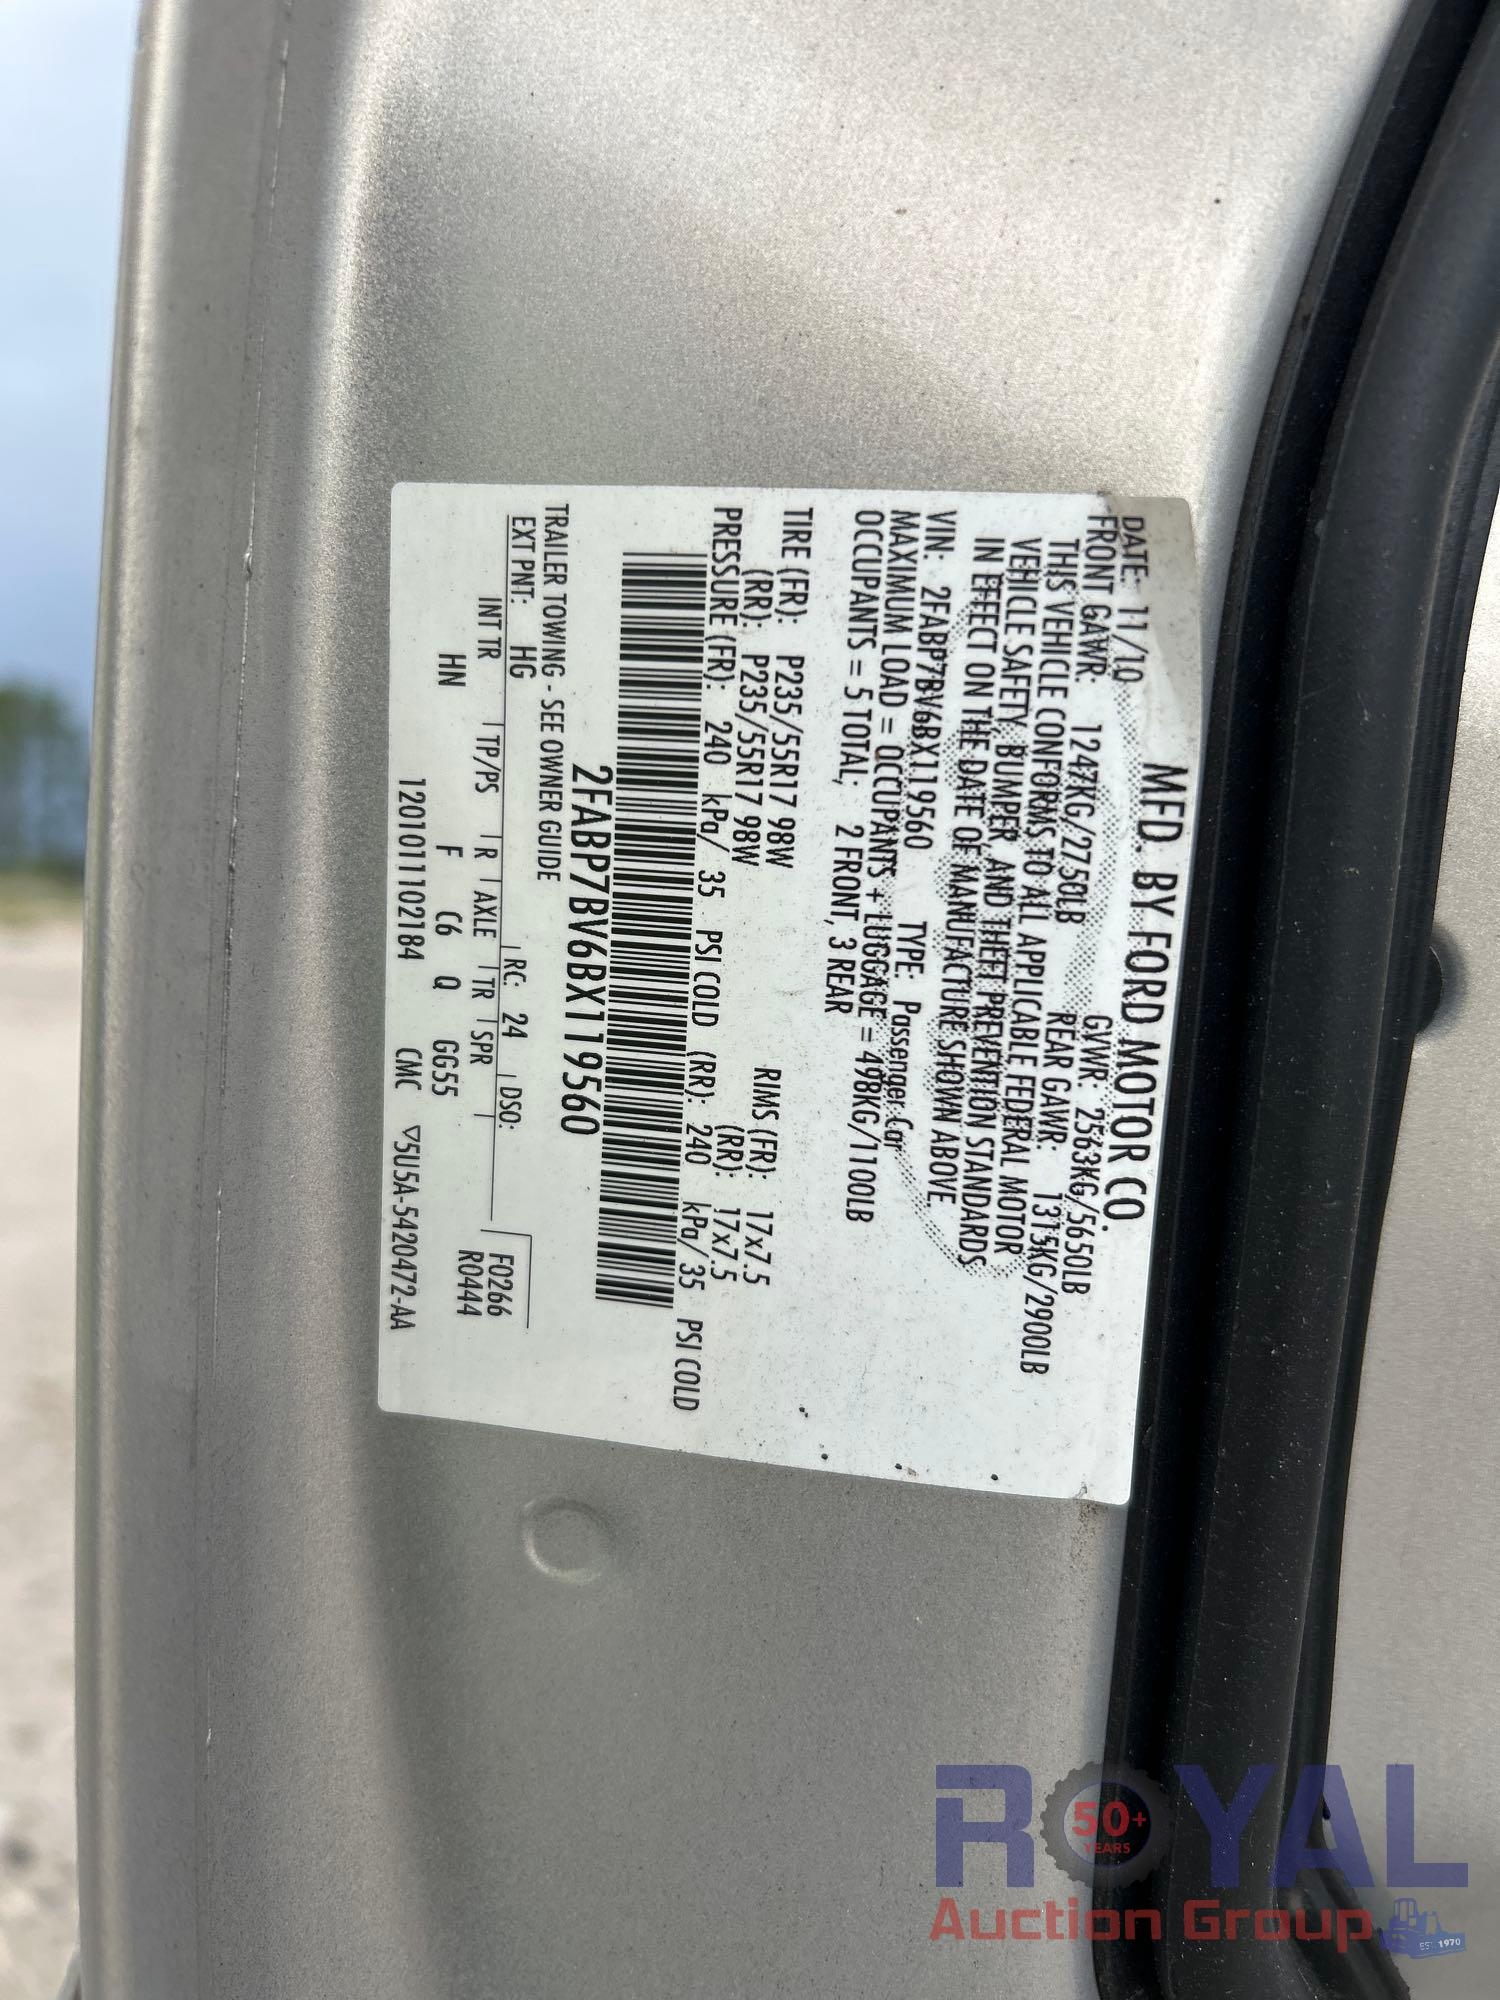 MFD. BY FORD MOTOR CO.
DATE: 11/10 GVWR: 2563KG/5650LB
FRONT GAWR: 1247KG/2750LB REAR GAWR: 1315KG/2900LB
THIS VEHICLE CONFORMS TO ALL APPLICABLE FEDERAL MOTOR
VEHICLE SAFETY, BUMPER, AND THEFT PREVENTION STANDARDS
IN EFFECT ON THE DATE OF MANUFACTURE SHOWN ABOVE.
VIN: 2FABP7BV6BX119560 TYPE: Passenger Car
MAXIMUM LOAD = OCCUPANTS + LUGGAGE = 498KG/1100LB
OCCUPANTS = 5 TOTAL; 2 FRONT, 3 REAR
TIRE (FR): P235/55R17 98W RIMS (FR): 17x7.5
(RR): P235/55R17 98W (RR): 17x7.5
PRESSURE (FR): 240 kPa/ 35 PSI COLD (RR): 240 kPa/ 35 PSI COLD
2FABP7BV6BX119560
TRAILER TOWING - SEE OWNER GUIDE
EXT PNT: HG RC: 24 DSO: F0266
INT TR TP/PS R AXLE TR SPR R0444
HN F C6 Q GG55
12010111102184 CMC ▽5U5A-5420472-AA
ROYAL
50+
YEARS
Auction Group
EST. 1970